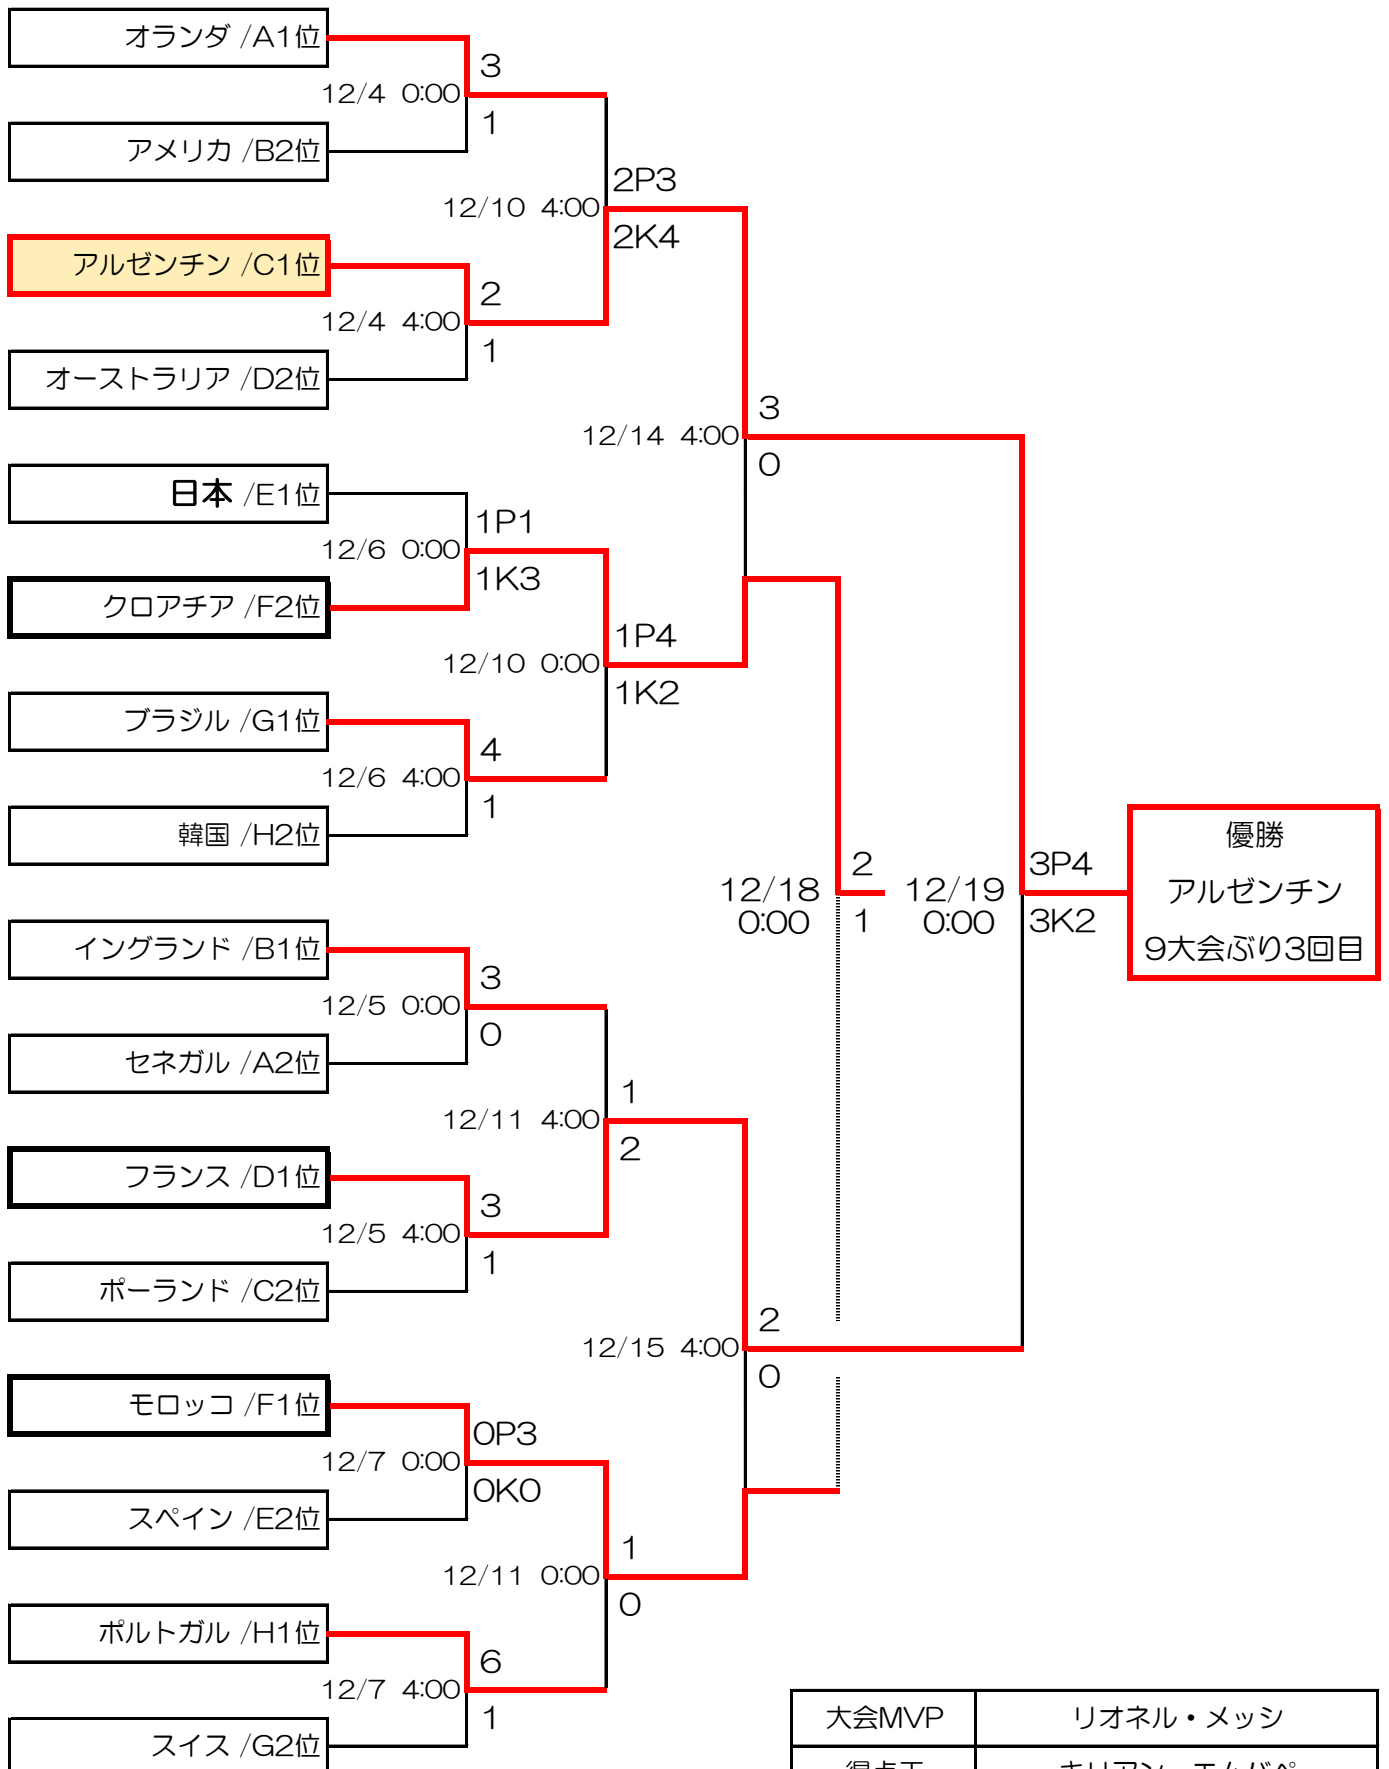 オランダ /A1位
3
12/4 0:00
1
アメリカ /B2位
2P3
12/10 4:00
2K4
アルゼンチン /C1位
2
12/4 4:00
1
オーストラリア /D2位
3
12/14 4:00
0
日本 /E1位
1P1
12/6 0:00
1K3
クロアチア /F2位
1P4
12/10 0:00
1K2
ブラジル /G1位
4
12/6 4:00
1
韓国 /H2位
2
12/18
0:00
1
3P4
12/19
0:00
3K2
優勝
アルゼンチン
9大会ぶり3回目
イングランド /B1位
3
12/5 0:00
0
セネガル /A2位
1
12/11 4:00
2
フランス /D1位
3
12/5 4:00
1
ポーランド /C2位
2
12/15 4:00
0
モロッコ /F1位
0P3
12/7 0:00
0K0
スペイン /E2位
1
12/11 0:00
0
ポルトガル /H1位
6
12/7 4:00
1
スイス /G2位
大会MVP リオネル・メッシ
得点王 キリアン・エムバペ